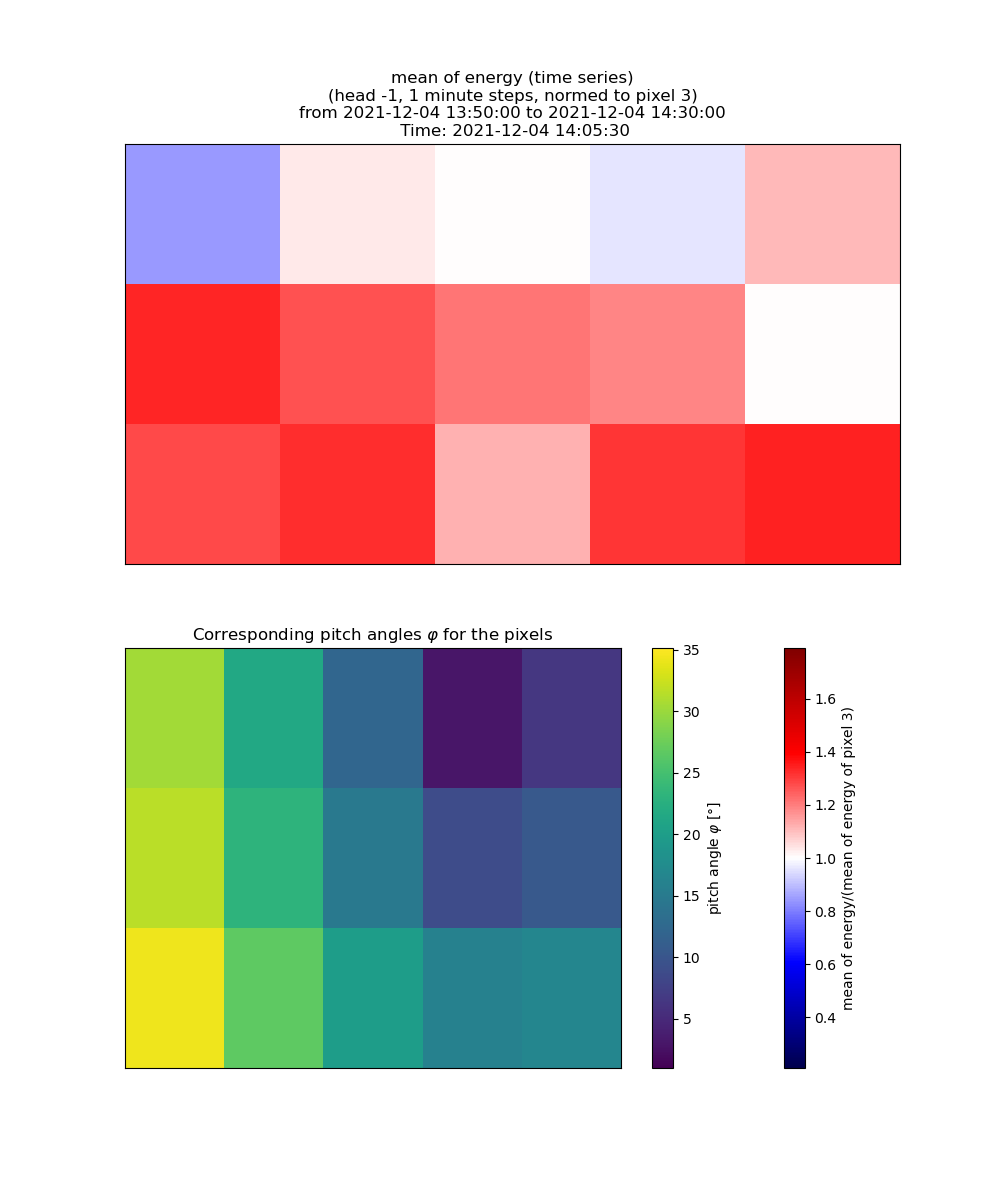 mean of energy (time series)
(head -1, 1 minute steps, normed to pixel 3)
from 2021-12-04 13:50:00 to 2021-12-04 14:30:00
Time: 2021-12-04 14:05:30
Corresponding pitch angles φ for the pixels
35
30
25
20
15
10
5
pitch angle φ [°]
1.6
1.4
1.2
1.0
0.8
0.6
0.4
mean of energy/(mean of energy of pixel 3)